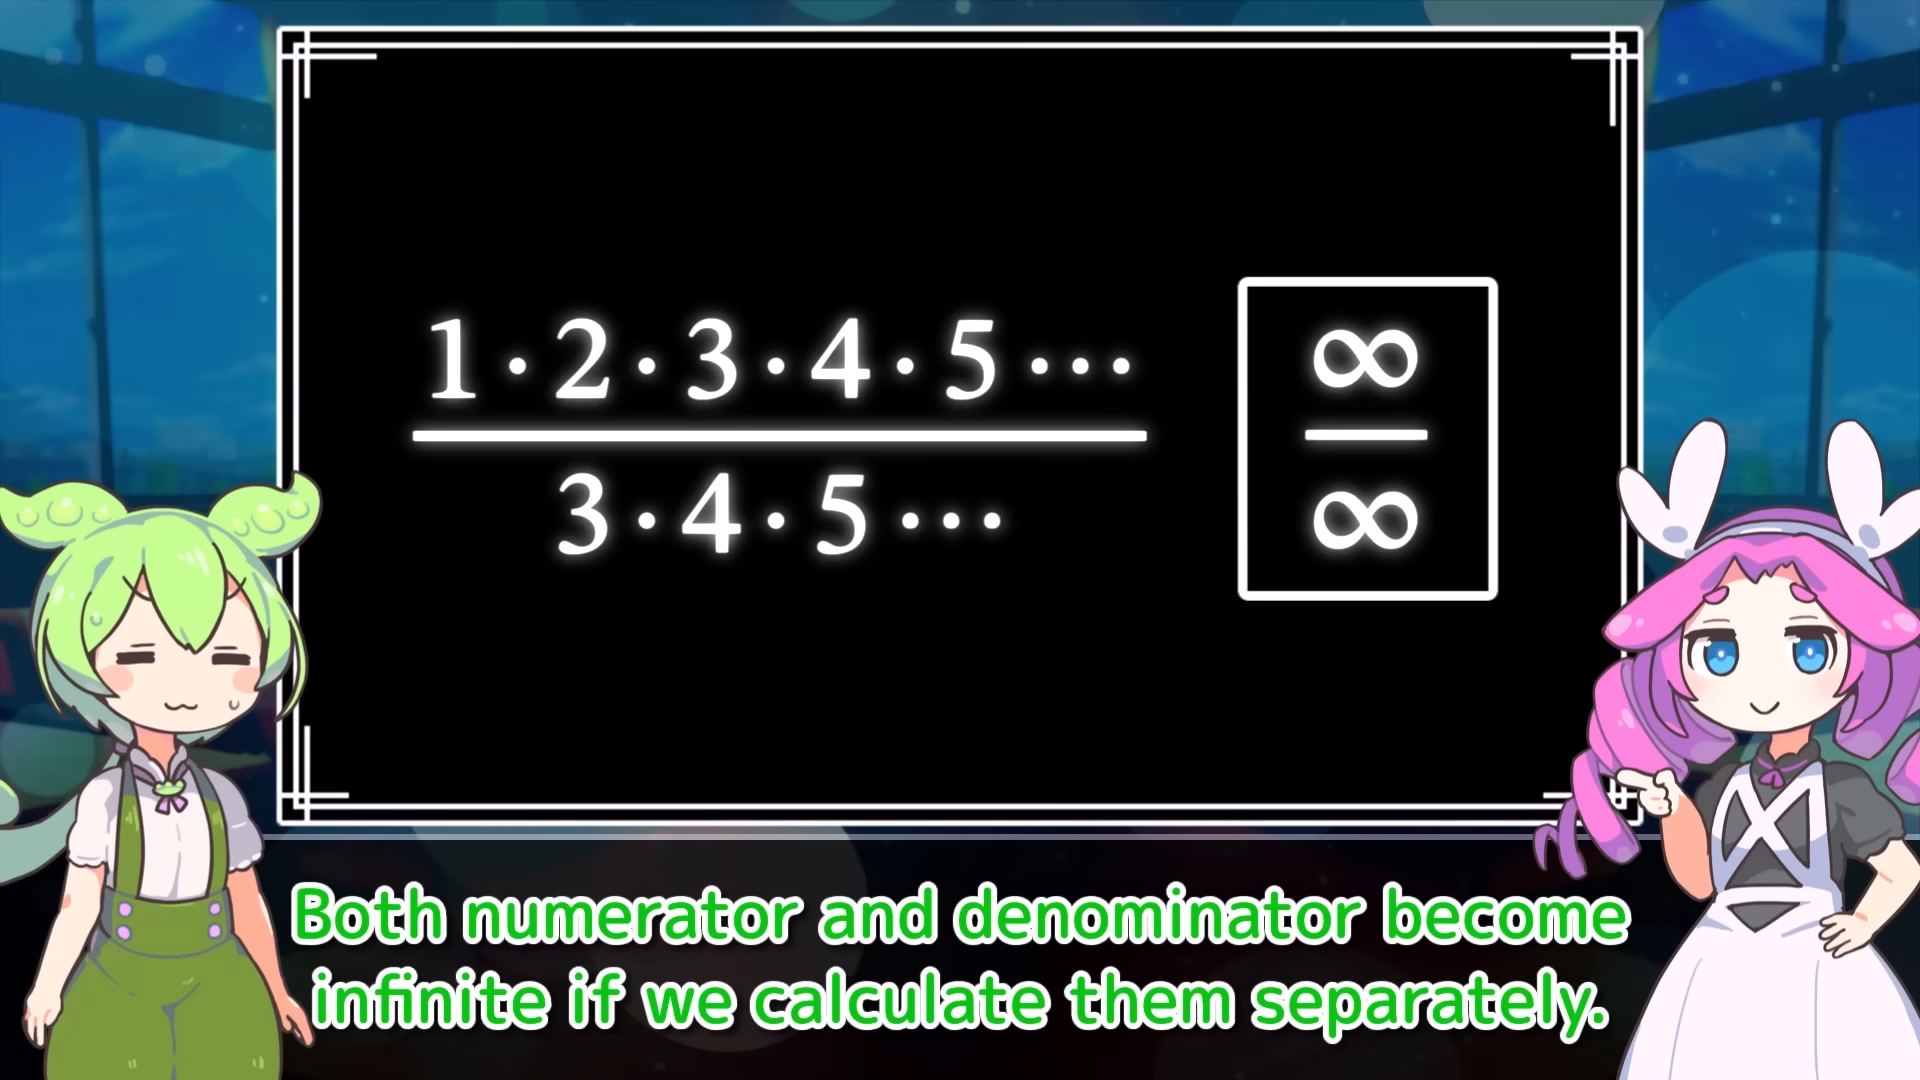 1 · 2 · 3 · 4 · 5 ···
3 · 4 · 5 ···
∞
∞
Both numerator and denominator become
infinite if we calculate them separately.